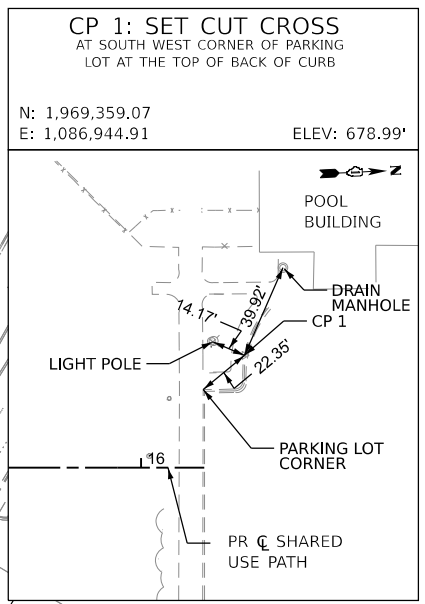 CP 1: SET CUT CROSS
AT SOUTH WEST CORNER OF PARKING
LOT AT THE TOP OF BACK OF CURB
N: 1,969,359.07
E: 1,086,944.91
ELEV: 678.99'
N
POOL
BUILDING
DRAIN
MANHOLE
14.17'
39.92'
CP 1
LIGHT POLE
22.35'
PARKING LOT
CORNER
16
PR ℄ SHARED
USE PATH